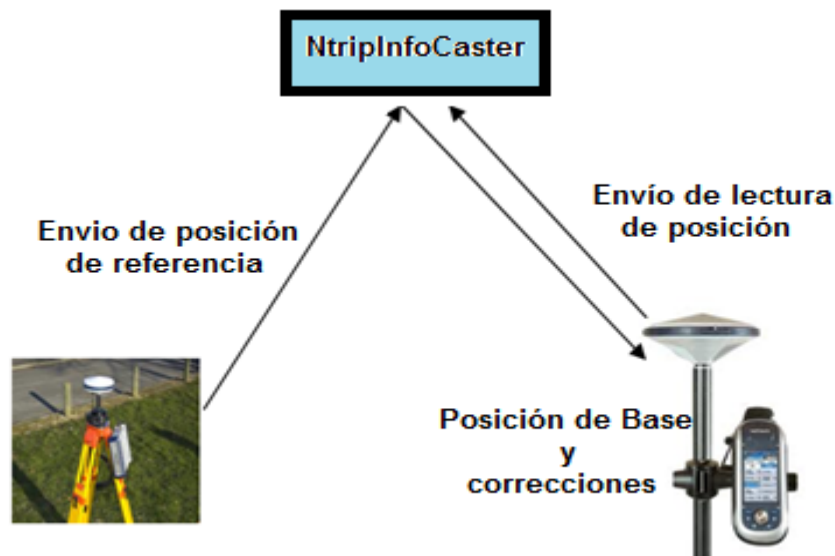 NtripInfoCaster
Envio de posición
de referencia
Envío de lectura
de posición
Posición de Base
y
correcciones